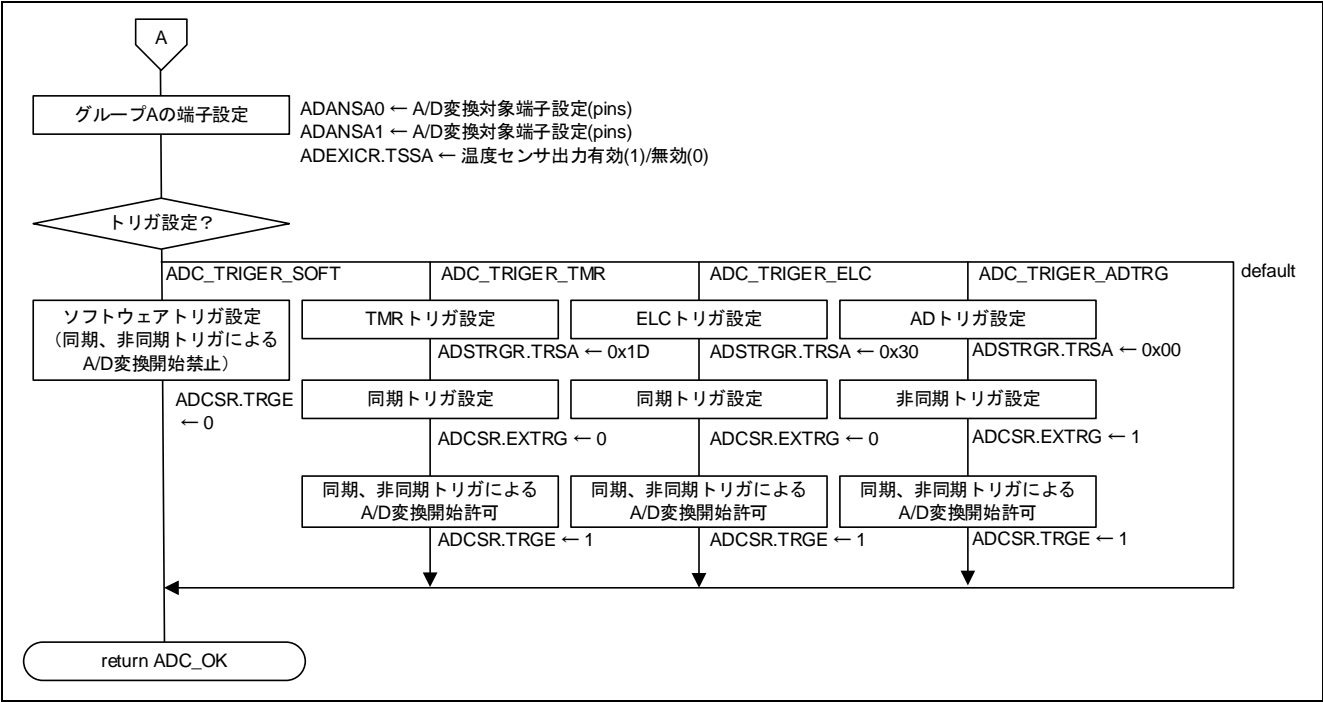 A
グループAの端子設定
ADANSA0 ← A/D変換対象端子設定(pins)
ADANSA1 ← A/D変換対象端子設定(pins)
ADEXICR.TSSA ← 温度センサ出力有効(1)/無効(0)
トリガ設定？
ADC_TRIGER_SOFT
ADC_TRIGER_TMR
ADC_TRIGER_ELC
ADC_TRIGER_ADTRG
default
ソフトウェアトリガ設定
（同期、非同期トリガによる
A/D変換開始禁止）
ADCSR.TRGE
← 0
TMRトリガ設定
ADSTRGR.TRSA ← 0x1D
同期トリガ設定
ADCSR.EXTRG ← 0
同期、非同期トリガによる
A/D変換開始許可
ADCSR.TRGE ← 1
ELCトリガ設定
ADSTRGR.TRSA ← 0x30
同期トリガ設定
ADCSR.EXTRG ← 0
同期、非同期トリガによる
A/D変換開始許可
ADCSR.TRGE ← 1
ADトリガ設定
ADSTRGR.TRSA ← 0x00
非同期トリガ設定
ADCSR.EXTRG ← 1
同期、非同期トリガによる
A/D変換開始許可
ADCSR.TRGE ← 1
return ADC_OK